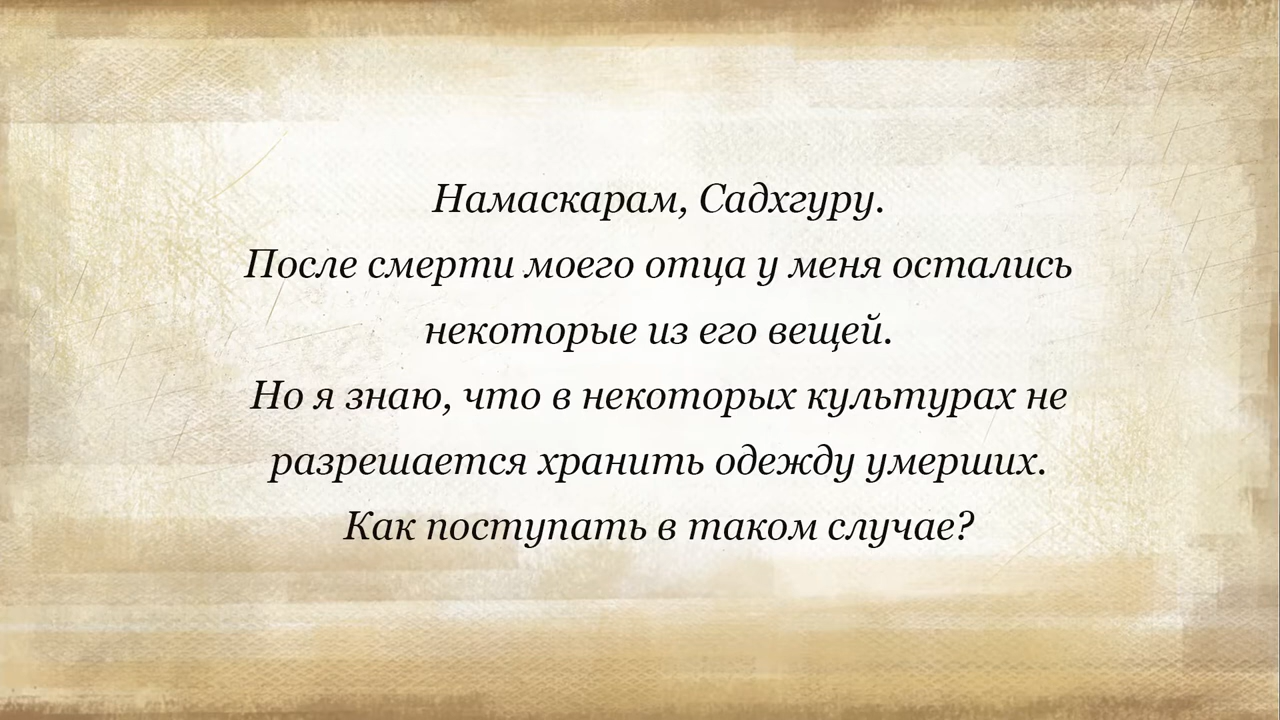 Намаскарам, Садхгуру.
После смерти моего отца у меня остались
некоторые из его вещей.
Но я знаю, что в некоторых культурах не
разрешается хранить одежду умерших.
Как поступать в таком случае?